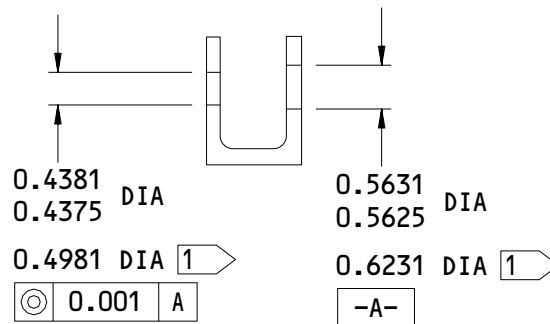 0.4381
0.4375 DIA
0.4981 DIA 1
◎ 0.001 A
0.5631
0.5625 DIA
0.6231 DIA 1
-A-